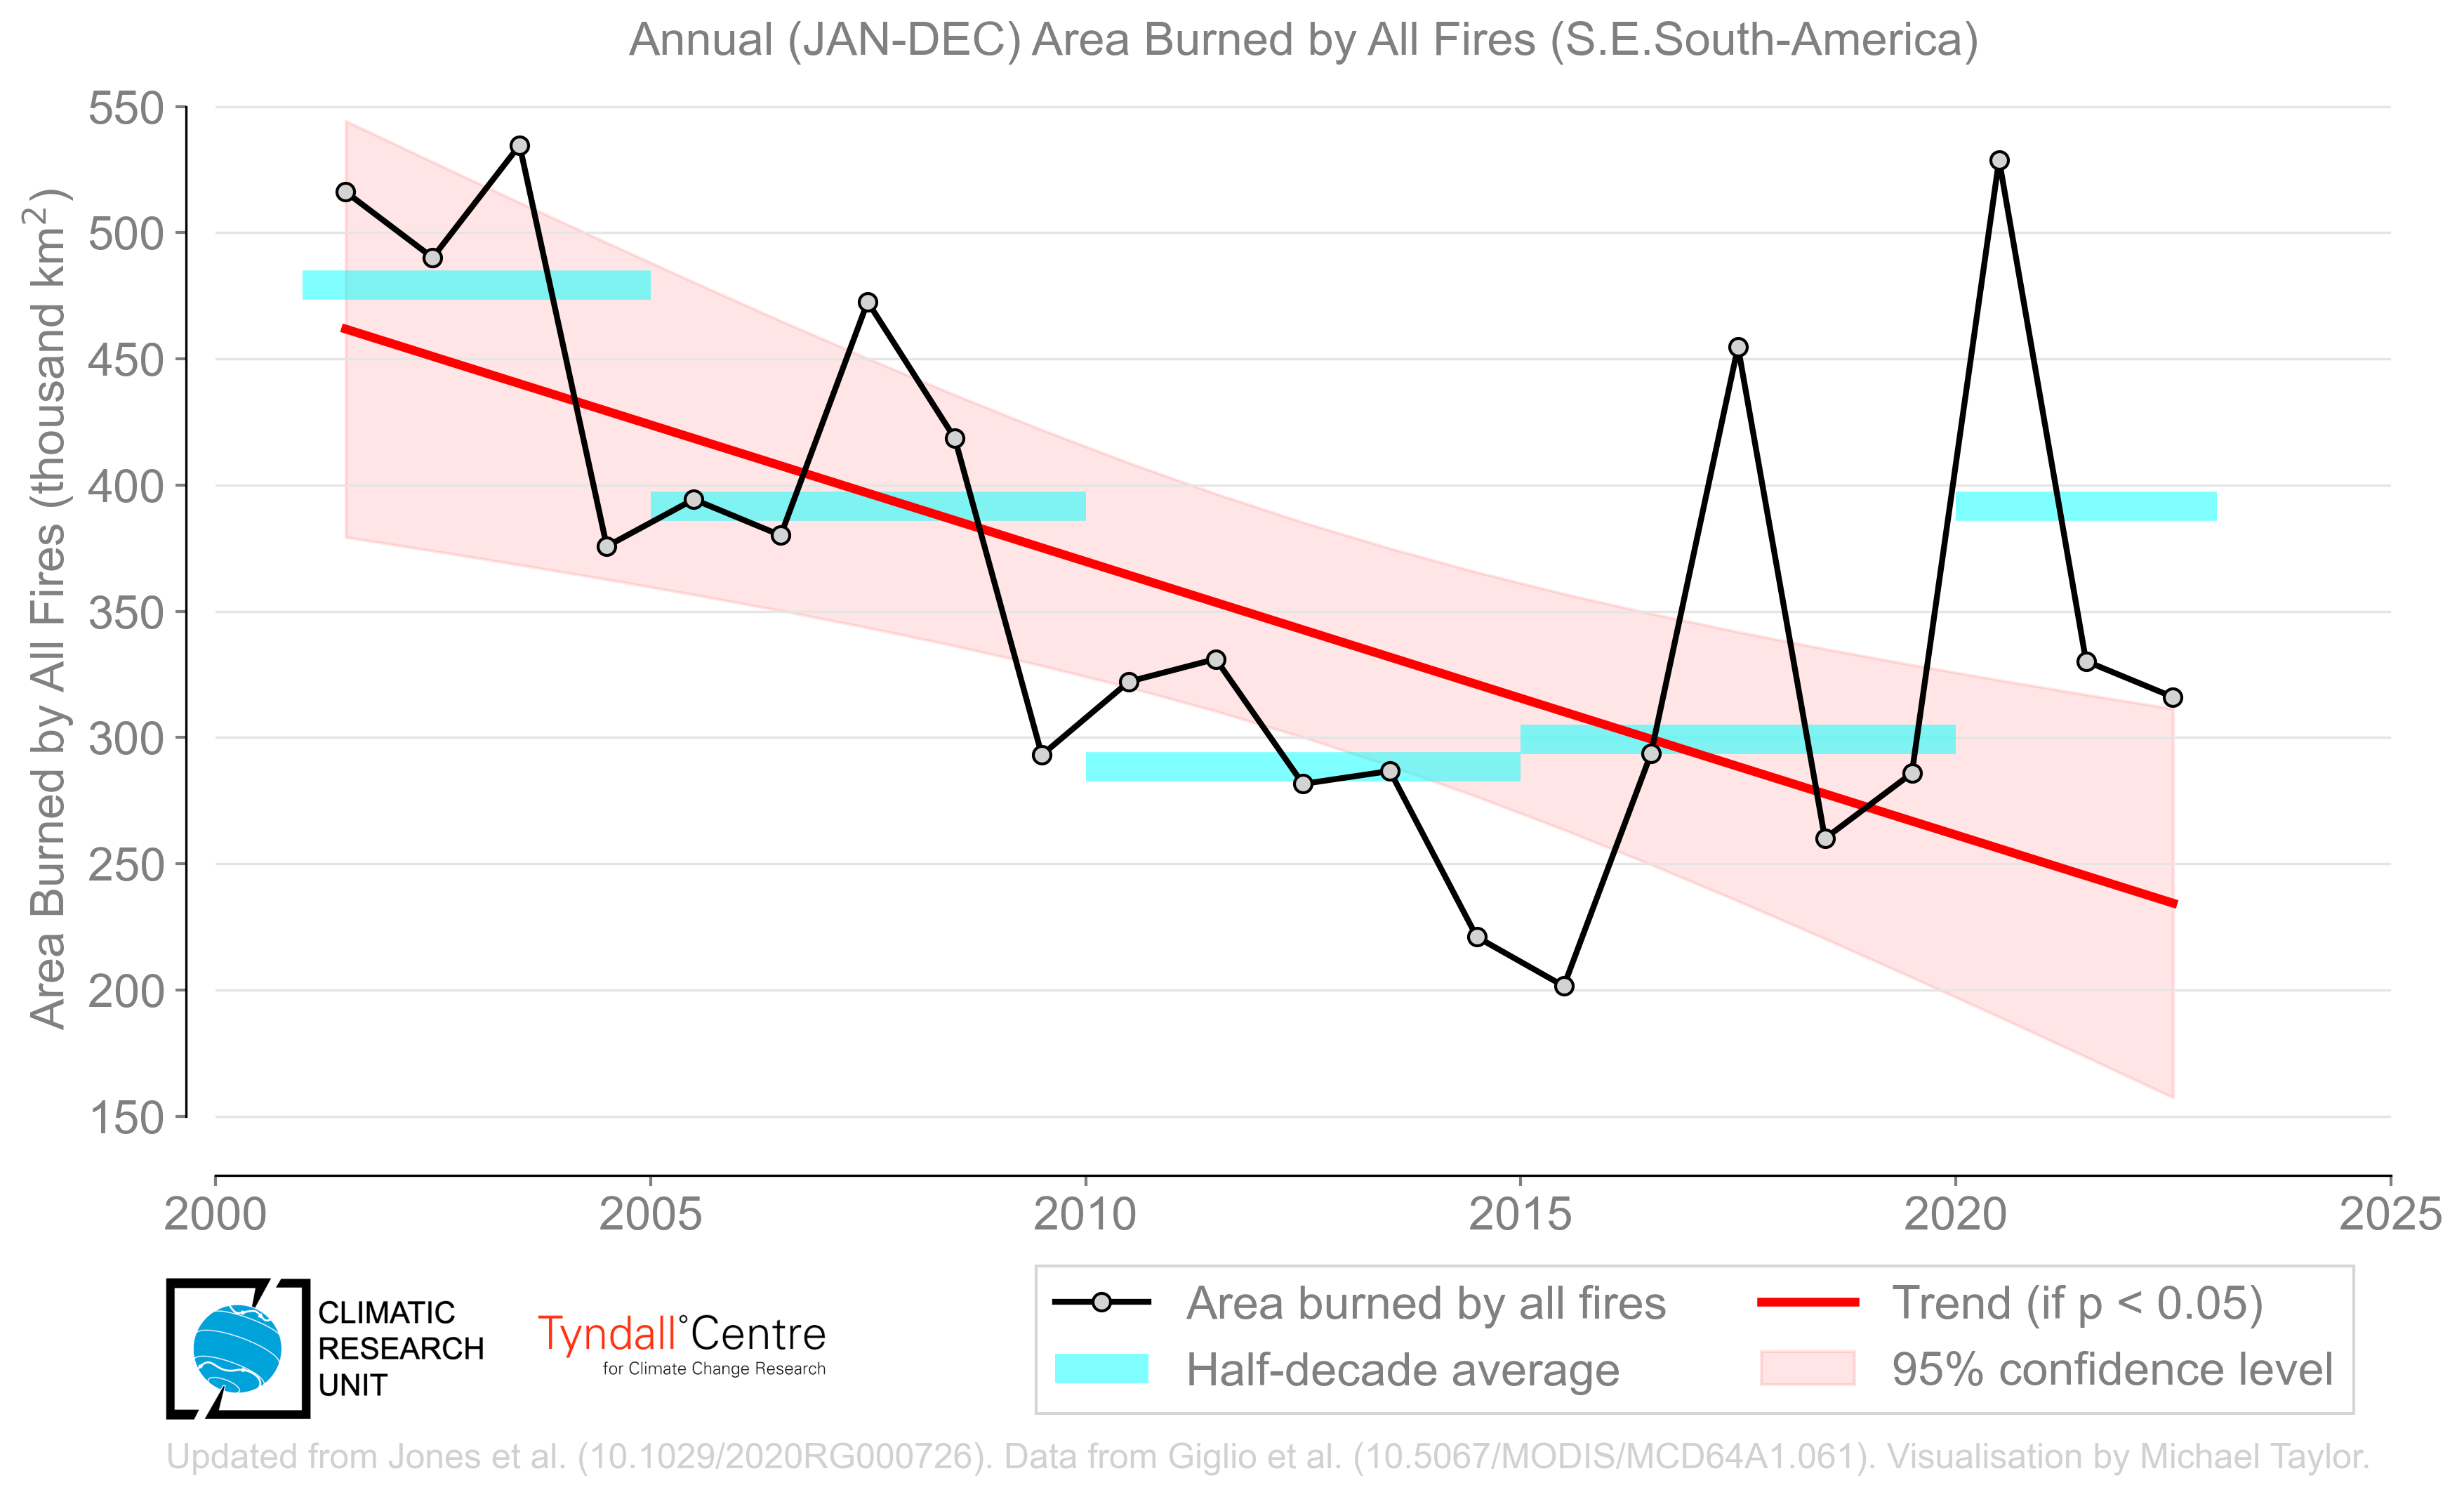 Annual (JAN-DEC) Area Burned by All Fires (S.E.South-America)
Area Burned by All Fires (thousand km²)
550
500
450
400
350
300
250
200
150
2000 2005 2010 2015 2020 2025
CLIMATIC
RESEARCH
UNIT
Tyndall°Centre
for Climate Change Research
Area burned by all fires
Half-decade average
Trend (if p < 0.05)
95% confidence level
Updated from Jones et al. (10.1029/2020RG000726). Data from Giglio et al. (10.5067/MODIS/MCD64A1.061). Visualisation by Michael Taylor.